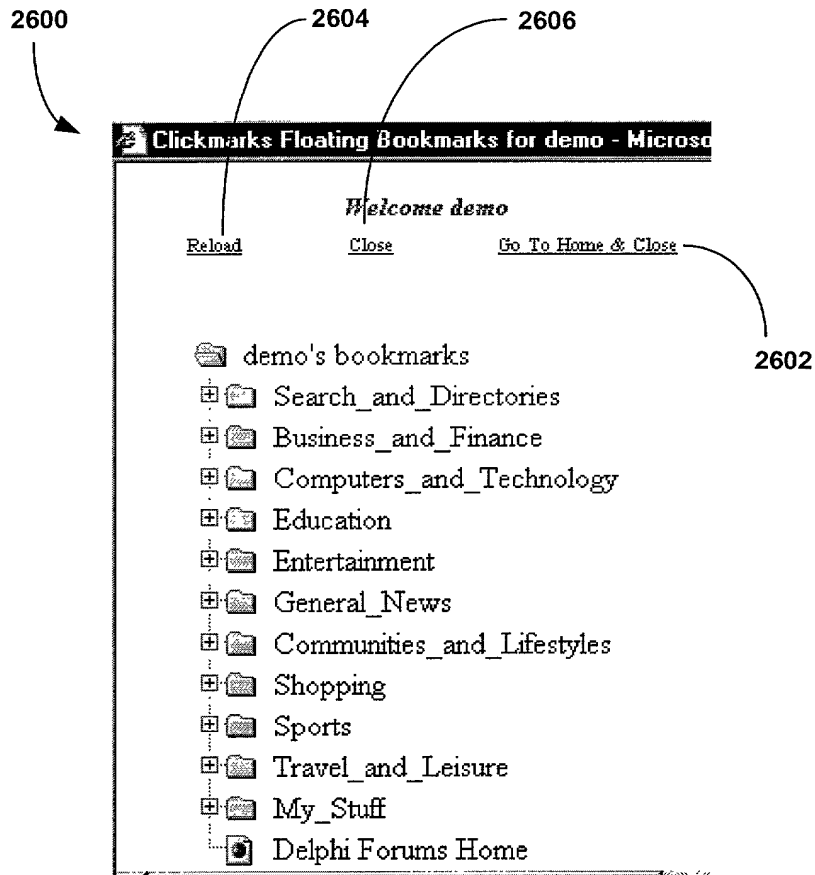 2600 2604 2606
Clickmarks Floating Bookmarks for demo - Microso
Welcome demo
Reload Close Go To Home & Close
2602
demo's bookmarks
Search_and_Directories
Business_and_Finance
Computers_and_Technology
Education
Entertainment
General_News
Communities_and_Lifestyles
Shopping
Sports
Travel_and_Leisure
My_Stuff
Delphi Forums Home